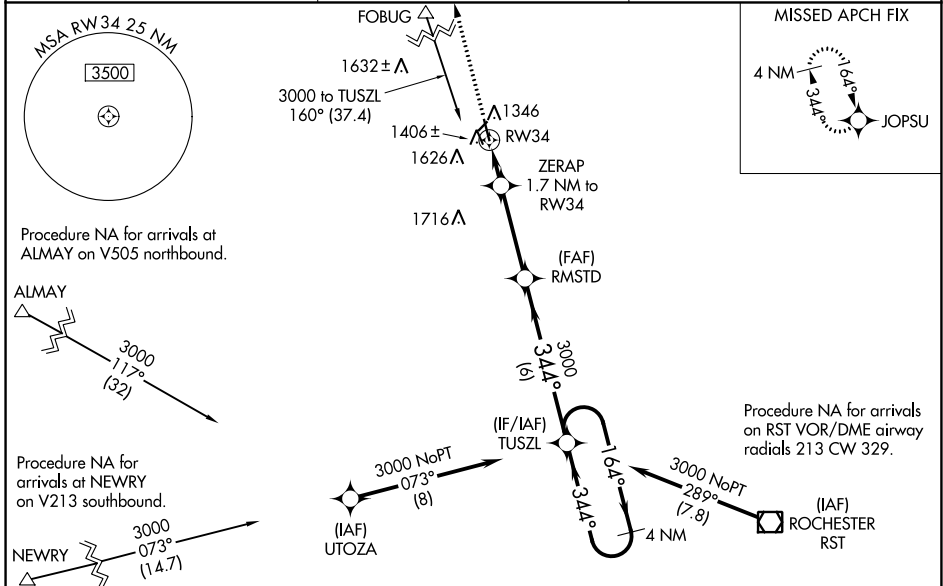 MSA RW34 25 NM
3500
FOBUG
1632±
3000 to TUSZL
160° (37.4)
1346
1406±
RW34
1626
ZERAP
1.7 NM to
RW34
1716
MISSED APCH FIX
4 NM
164°
344°
JOPSU
Procedure NA for arrivals at
ALMAY on V505 northbound.
ALMAY
3000
117°
(32)
(FAF)
RMSTD
3000
344°
(6)
(IF/IAF)
TUSZL
164°
344°
4 NM
Procedure NA for arrivals
on RST VOR/DME airway
radials 213 CW 329.
3000 NoPT
289°
(7.8)
(IAF)
ROCHESTER
RST
3000 NoPT
073°
(8)
(IAF)
UTOZA
Procedure NA for
arrivals at NEWRY
on V213 southbound.
3000
073°
(14.7)
NEWRY